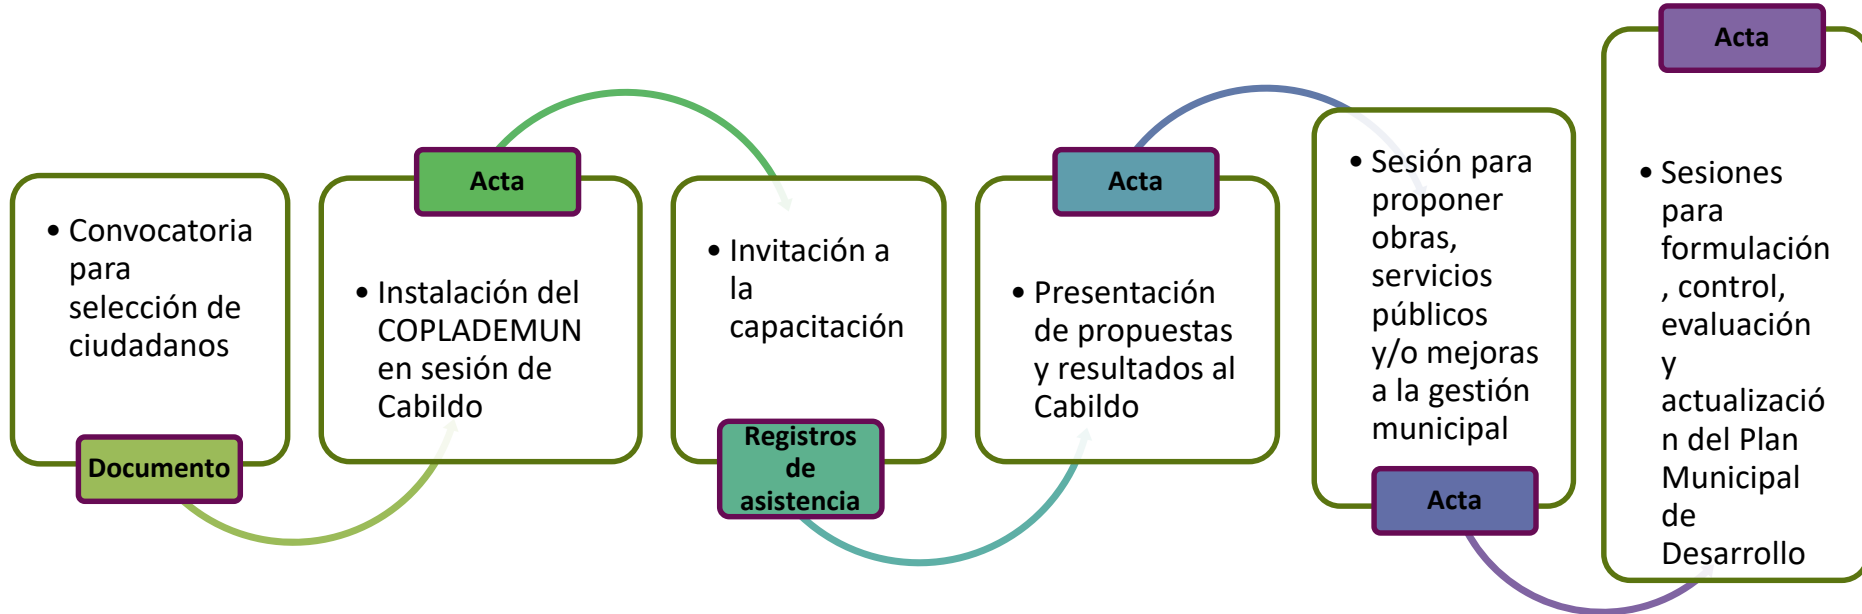 • Convocatoria
para
selección de
ciudadanos
Documento
Acta
• Instalación del
COPLADEMUN
en sesión de
Cabildo
• Invitación a
la
capacitación
Registros
de
asistencia
Acta
• Presentación
de propuestas
y resultados al
Cabildo
• Sesión para
proponer
obras,
servicios
públicos
y/o mejoras
a la gestión
municipal
Acta
Acta
• Sesiones
para
formulación
, control,
evaluación
y
actualizació
n del Plan
Municipal
de
Desarrollo